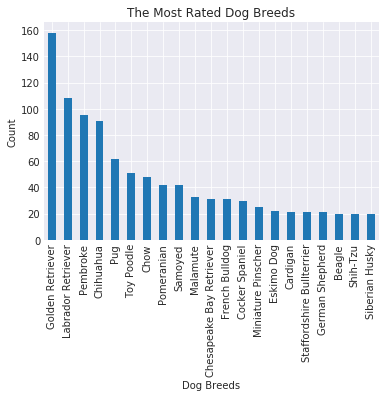 The Most Rated Dog Breeds
160
140
120
100
80
60
40
20
0
Count
Golden Retriever
Labrador Retriever
Pembroke
Chihuahua
Pug
Toy Poodle
Chow
Pomeranian
Samoyed
Malamute
Chesapeake Bay Retriever
French Bulldog
Cocker Spaniel
Miniature Pinscher
Eskimo Dog
Cardigan
Staffordshire Bullterrier
German Shepherd
Beagle
Shih-Tzu
Siberian Husky
Dog Breeds